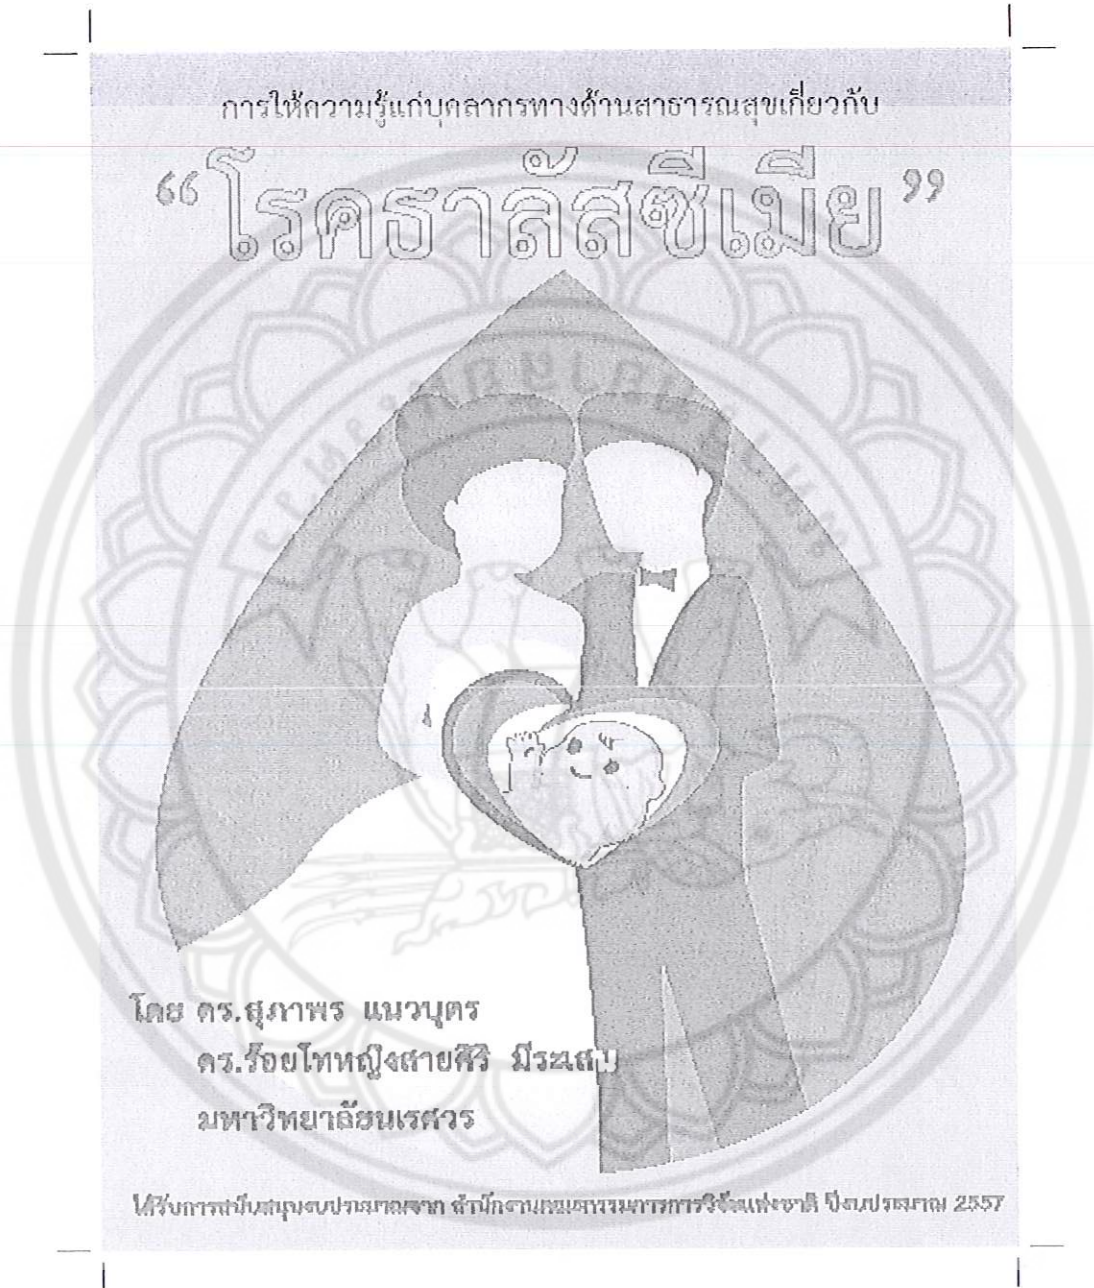 การให้ความรู้แก่บุคลากรทางด้านสาธารณสุขเกี่ยวกับ
“โรคธาลัสซีเมีย”
โดย ดร.สุภาพร แนวบุตร
ดร.ร้อยโทหญิงสายศิริ มีระเสน
มหาวิทยาลัยนเรศวร
ได้รับการสนับสนุนงบประมาณจาก สำนักงานคณะกรรมการการวิจัยแห่งชาติ ปีงบประมาณ 2557